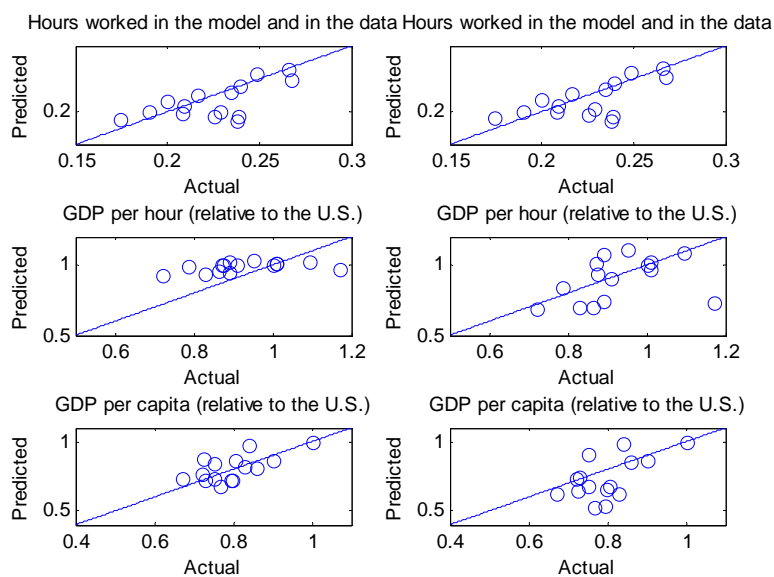 Hours worked in the model and in the data
Predicted
0.2
0.15 0.2 0.25 0.3
Actual
Hours worked in the model and in the data
Predicted
0.2
0.15 0.2 0.25 0.3
Actual
GDP per hour (relative to the U.S.)
Predicted
1
0.5
0.6 0.8 1 1.2
Actual
GDP per hour (relative to the U.S.)
Predicted
1
0.5
0.6 0.8 1 1.2
Actual
GDP per capita (relative to the U.S.)
Predicted
1
0.5
0.4 0.6 0.8 1
Actual
GDP per capita (relative to the U.S.)
Predicted
1
0.5
0.4 0.6 0.8 1
Actual